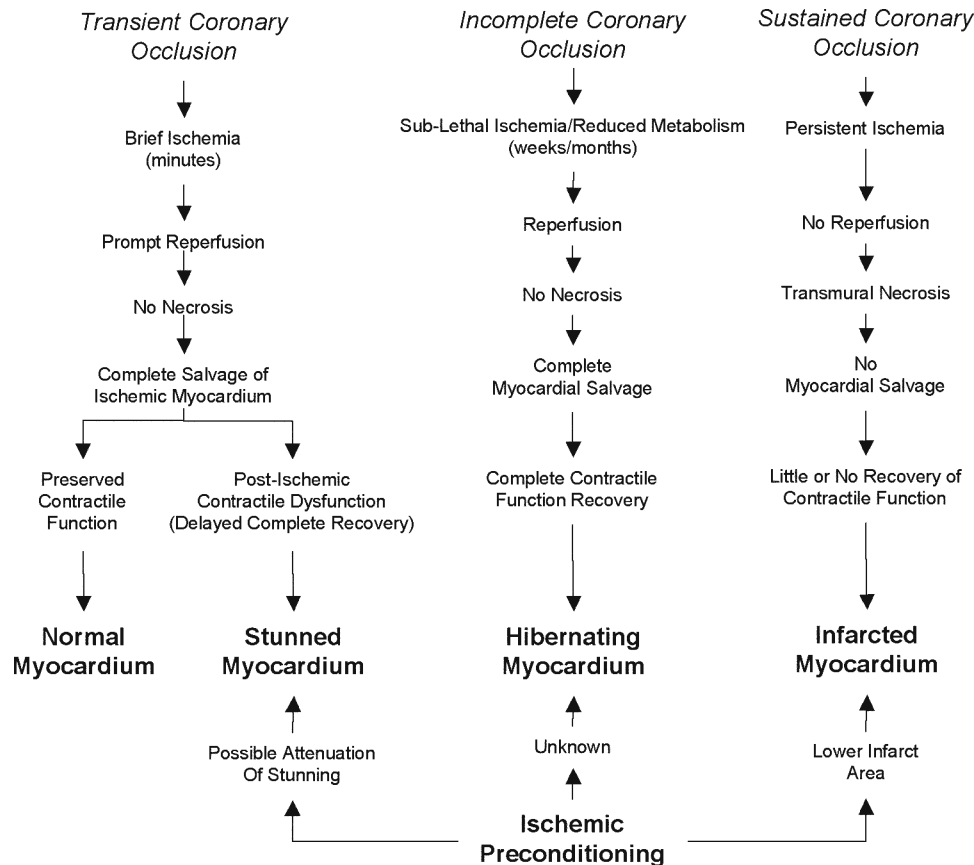 Transient Coronary
Occlusion
Brief Ischemia
(minutes)
Prompt Reperfusion
No Necrosis
Complete Salvage of
Ischemic Myocardium
Preserved
Contractile
Function
Normal
Myocardium
Post-Ischemic
Contractile Dysfunction
(Delayed Complete Recovery)
Stunned
Myocardium
Possible Attenuation
Of Stunning
Incomplete Coronary
Occlusion
Sub-Lethal Ischemia/Reduced Metabolism
(weeks/months)
Reperfusion
No Necrosis
Complete
Myocardial Salvage
Complete Contractile
Function Recovery
Hibernating
Myocardium
Unknown
Sustained Coronary
Occlusion
Persistent Ischemia
No Reperfusion
Transmural Necrosis
No
Myocardial Salvage
Little or No Recovery of
Contractile Function
Infarcted
Myocardium
Lower Infarct
Area
Ischemic
Preconditioning